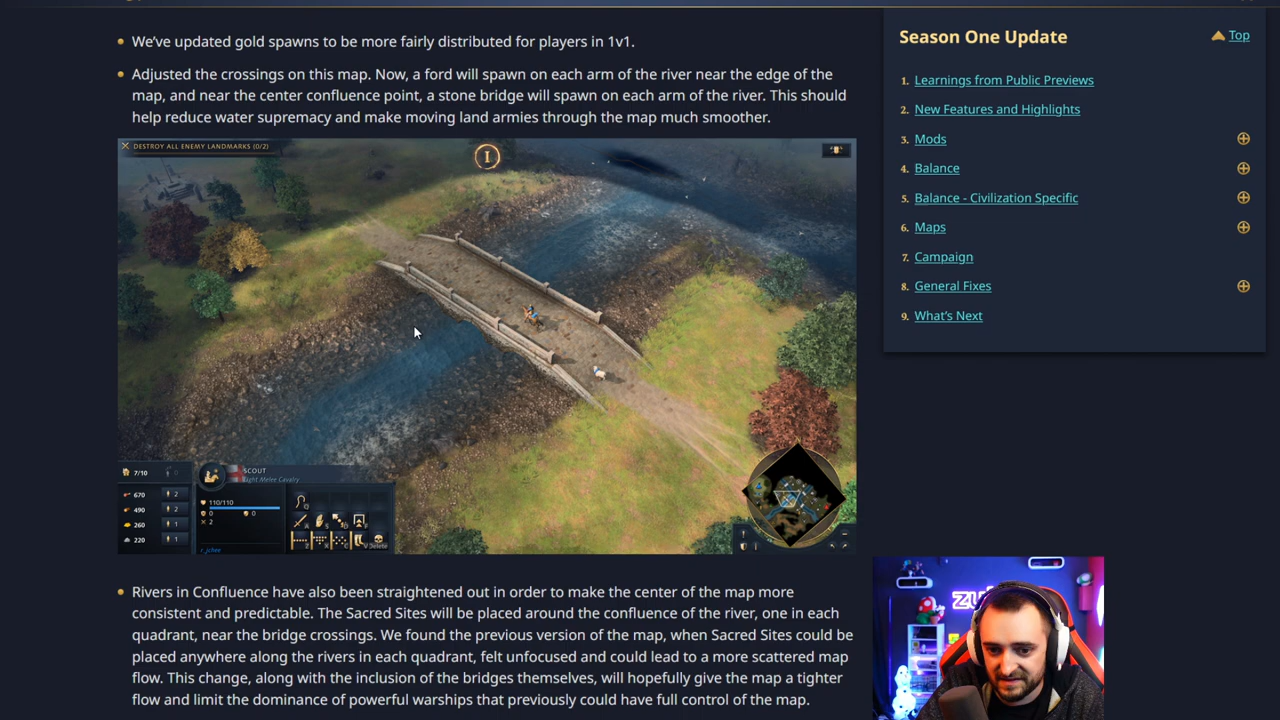 We've updated gold spawns to be more fairly distributed for players in 1v1.
Adjusted the crossings on this map. Now, a ford will spawn on each arm of the river near the edge of the
map, and near the center confluence point, a stone bridge will spawn on each arm of the river. This should
help reduce water supremacy and make moving land armies through the map much smoother.
DESTROY ALL ENEMY LANDMARKS (0/2)
I
7/10
0
670
2
490
2
260
1
220
1
SCOUT
Light Melee Cavalry
110/110
0
0
2
Delete
Rivers in Confluence have also been straightened out in order to make the center of the map more
consistent and predictable. The Sacred Sites will be placed around the confluence of the river, one in each
quadrant, near the bridge crossings. We found the previous version of the map, when Sacred Sites could be
placed anywhere along the rivers in each quadrant, felt unfocused and could lead to a more scattered map
flow. This change, along with the inclusion of the bridges themselves, will hopefully give the map a tighter
flow and limit the dominance of powerful warships that previously could have full control of the map.
Season One Update
Top
1. Learnings from Public Previews
2. New Features and Highlights
3. Mods
4. Balance
5. Balance - Civilization Specific
6. Maps
7. Campaign
8. General Fixes
9. What's Next